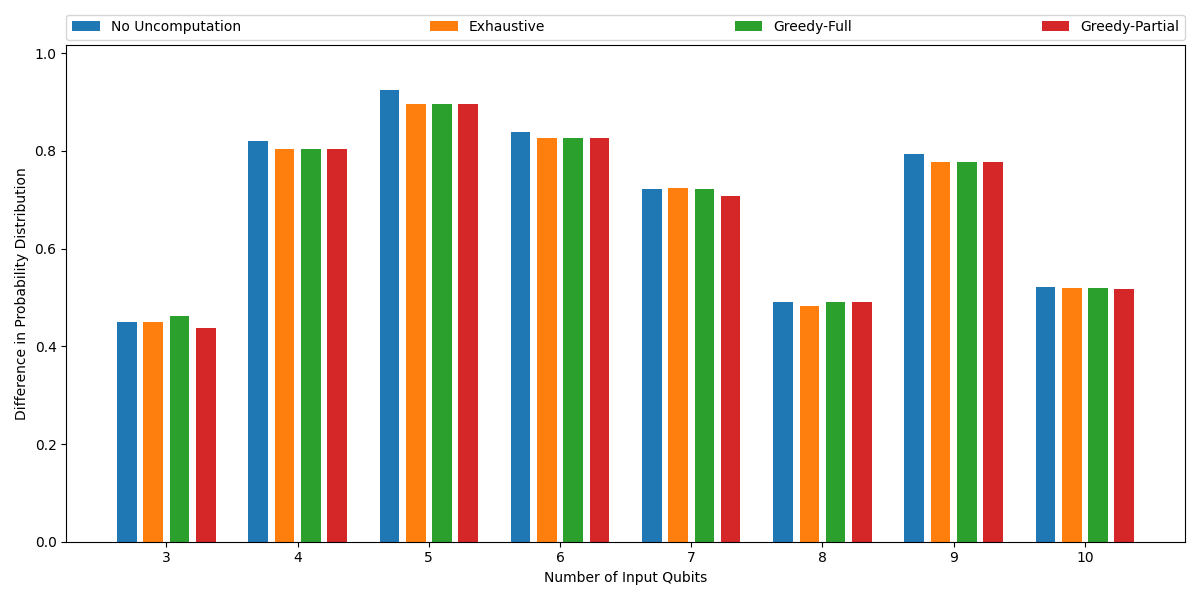 No Uncomputation Exhaustive Greedy-Full Greedy-Partial
1.0
0.8
0.6
0.4
0.2
0.0
Difference in Probability Distribution
3 4 5 6 7 8 9 10
Number of Input Qubits